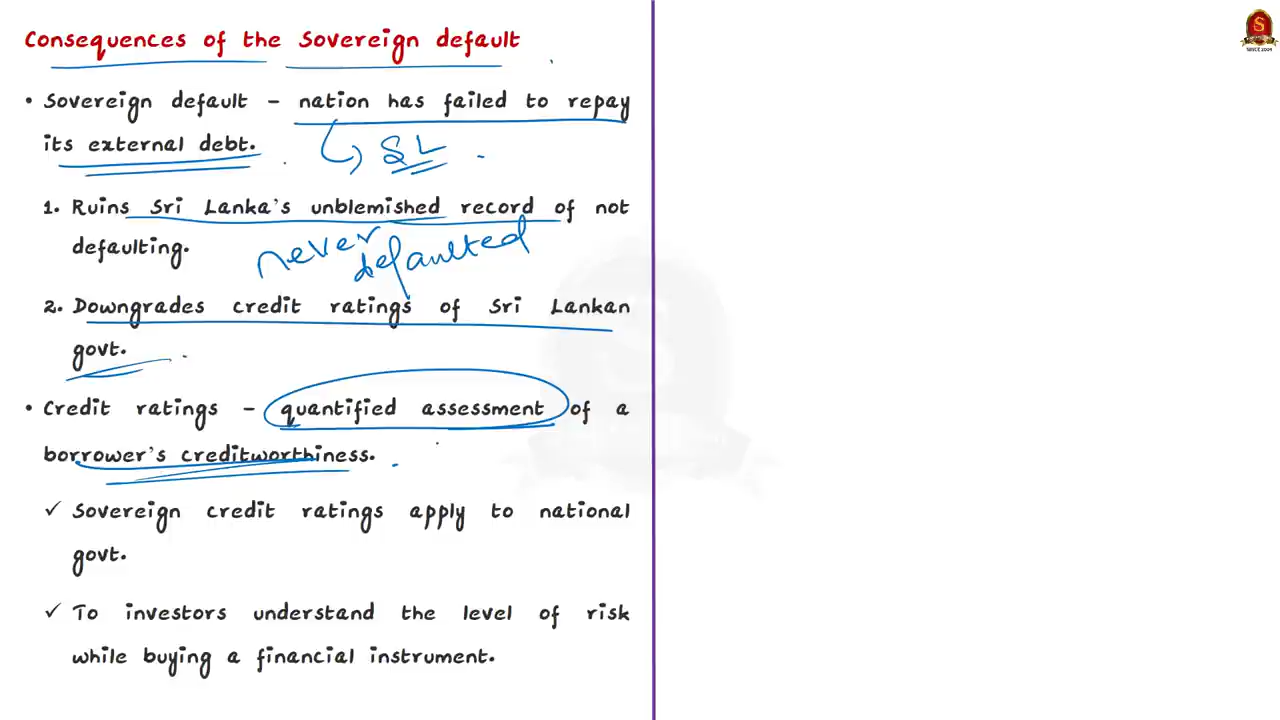 Consequences of the Sovereign default
• Sovereign default – nation has failed to repay
its external debt.
SL
1. Ruins Sri Lanka's unblemished record of not
defaulting.
never defaulted
2. Downgrades credit ratings of Sri Lankan
govt.
• Credit ratings – quantified assessment of a
borrower's creditworthiness.
✓ Sovereign credit ratings apply to national
govt.
✓ To investors understand the level of risk
while buying a financial instrument.
S
SINCE 2004